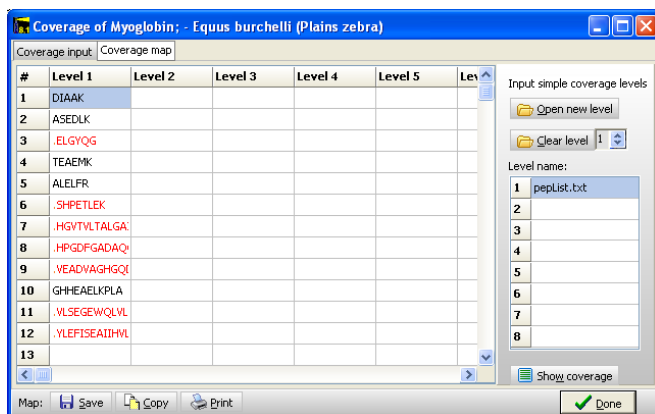 Coverage of Myoglobin; - Equus burchelli (Plains zebra)
Coverage input Coverage map
# Level 1 Level 2 Level 3 Level 4 Level 5 Lev
1 DIAAK
2 ASEDLK
3 .ELGYQG
4 TEAEMK
5 ALELFR
6 .SHPETLEK
7 .HGVTVLTALGA
8 .HPGDFGADAQ
9 .VEADVAGHGQ
10 GHHEAELKPLA
11 .VLSEGEWQLVL
12 .YLEFISEAIIHVL
13
Input simple coverage levels
Open new level
Clear level 1
Level name:
1 pepList.txt
2
3
4
5
6
7
8
Show coverage
Map: Save Copy Print
Done